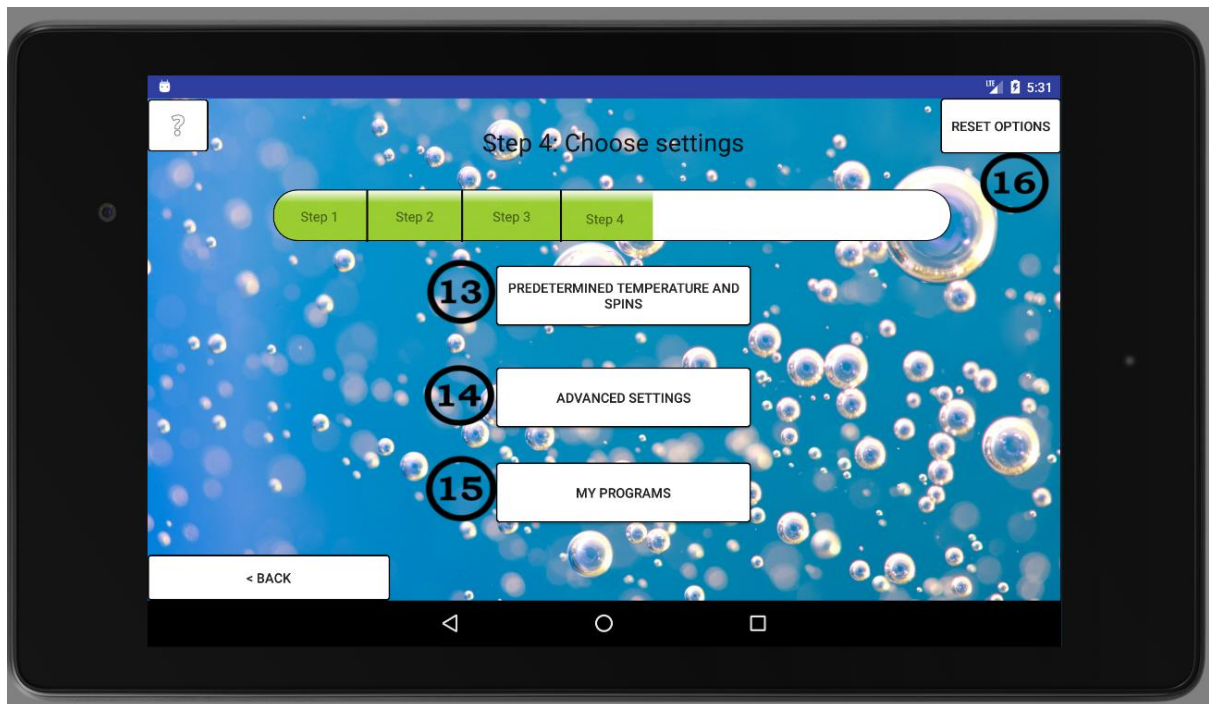 LTE 5:31
?
RESET OPTIONS
Step 4: Choose settings
16
Step 1 Step 2 Step 3 Step 4
13
PREDETERMINED TEMPERATURE AND
SPINS
14
ADVANCED SETTINGS
15
MY PROGRAMS
< BACK